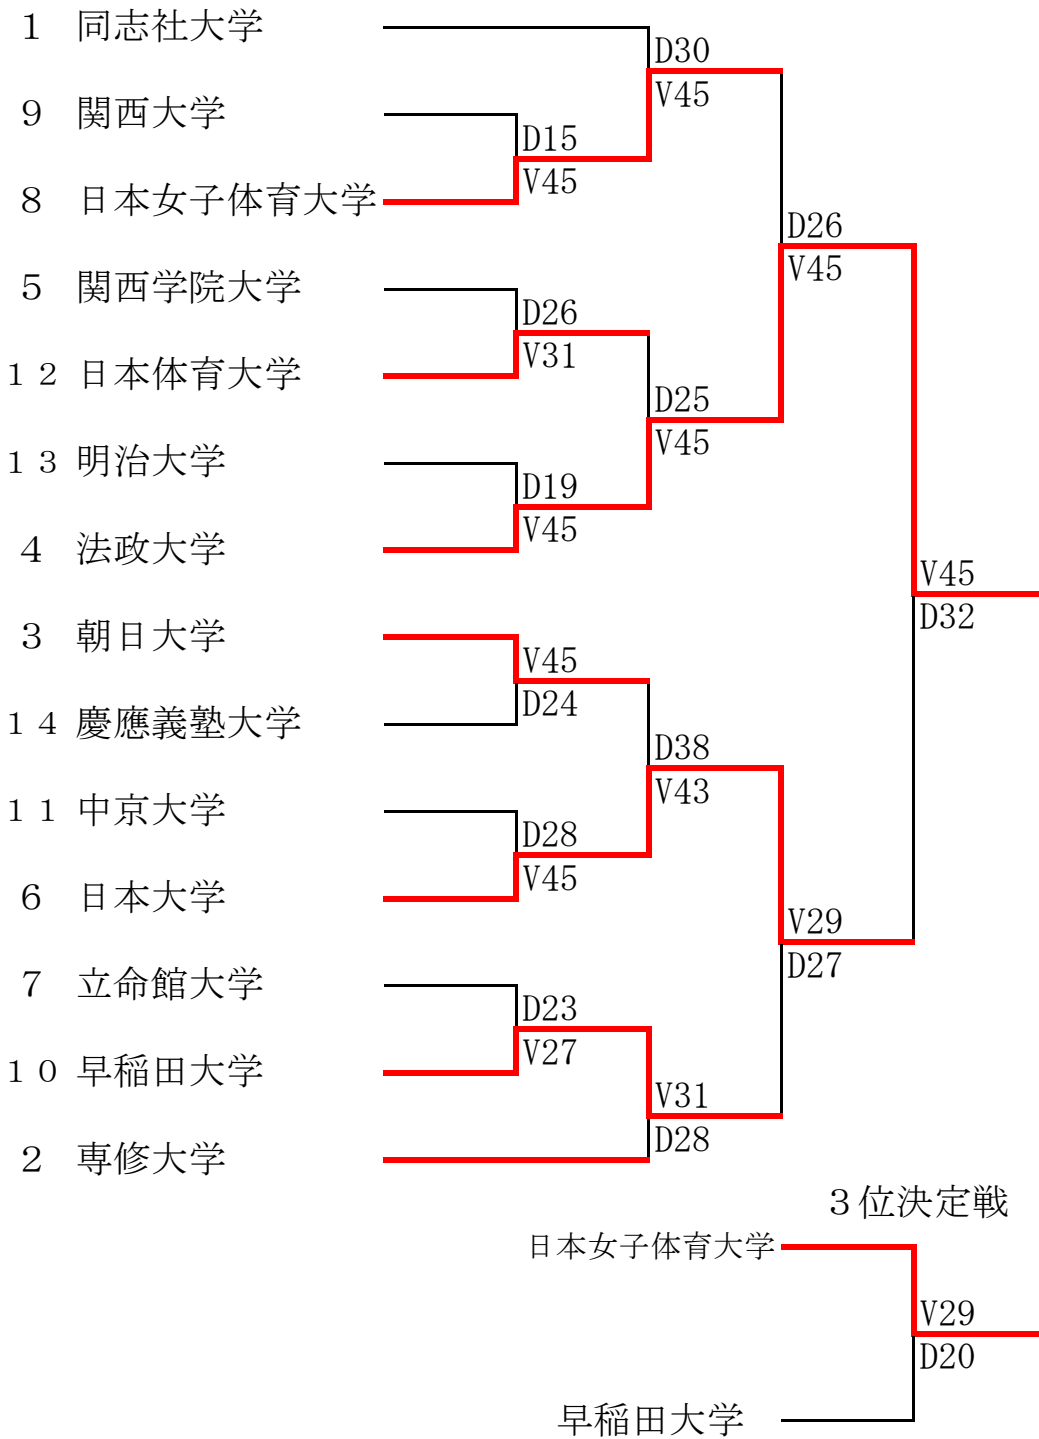 1 同志社大学
D30
V45
9 関西大学
D15
V45
8 日本女子体育大学
D26
V45
5 関西学院大学
D26
V31
12 日本体育大学
D25
V45
13 明治大学
D19
V45
4 法政大学
V45
D32
3 朝日大学
V45
D24
14 慶應義塾大学
D38
V43
11 中京大学
D28
V45
6 日本大学
V29
D27
7 立命館大学
D23
V27
10 早稲田大学
V31
D28
2 専修大学
3位決定戦
日本女子体育大学
V29
D20
早稲田大学